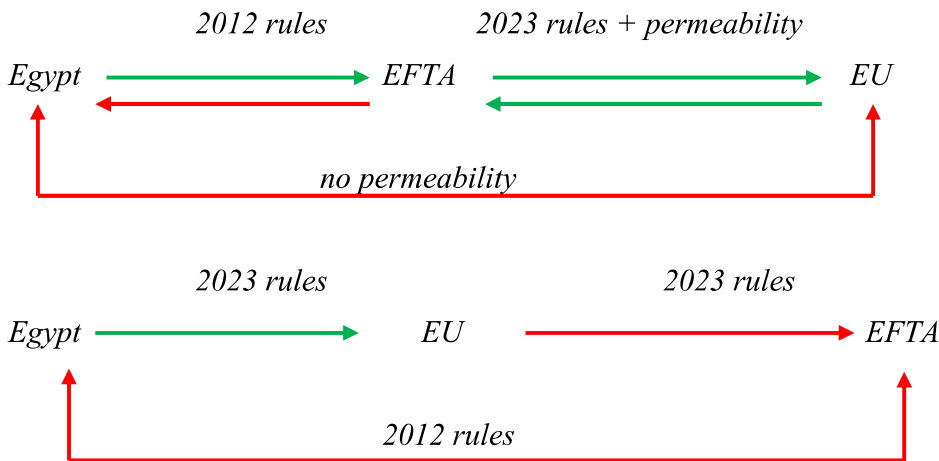 2012 rules 2023 rules + permeability
Egypt EFTA EU
no permeability
2023 rules 2023 rules
Egypt EU EFTA
2012 rules